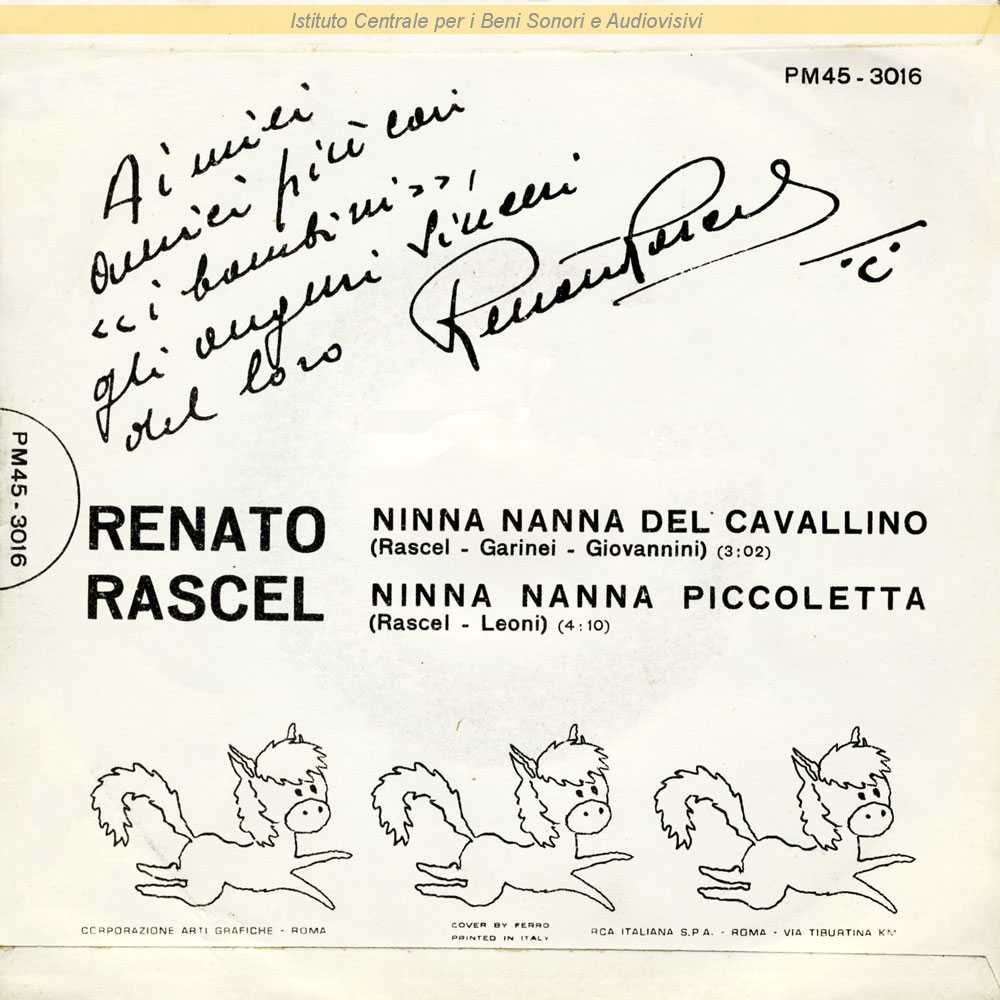 Istituto Centrale per i Beni Sonori e Audiovisivi
PM45 - 3016
Ai miei
amici più cari
<<i bambini>>,
gli auguri sinceri
del loro Renato Rascel
PM45 - 3016
RENATO
RASCEL
NINNA NANNA DEL CAVALLINO
(Rascel - Garinei - Giovannini) (3:02)
NINNA NANNA PICCOLETTA
(Rascel - Leoni) (4:10)
CORPORAZIONE ARTI GRAFICHE - ROMA
COVER BY FERRO
PRINTED IN ITALY
RCA ITALIANA S.P.A. - ROMA - VIA TIBURTINA KM